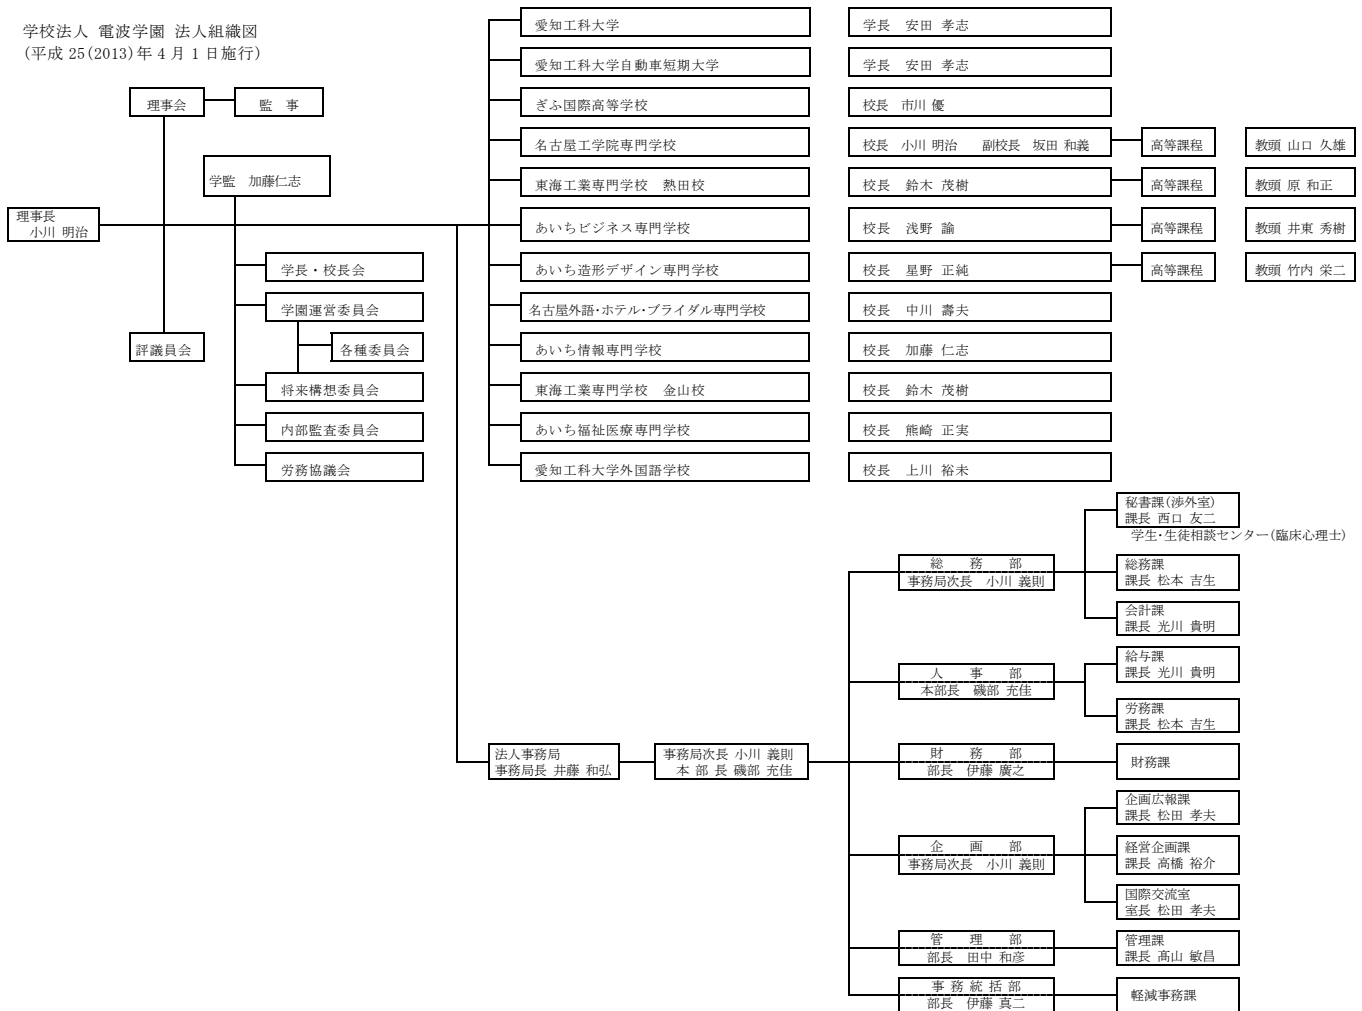 学校法人 電波学園 法人組織図
(平成 25(2013)年 4 月 1 日施行)
理事会
監 事
学監 加藤仁志
理事長
小川 明治
評議員会
学長・校長会
学園運営委員会
各種委員会
将来構想委員会
内部監査委員会
労務協議会
愛知工科大学
学長 安田 孝志
愛知工科大学自動車短期大学
学長 安田 孝志
ぎふ国際高等学校
校長 市川 優
名古屋工学院専門学校
校長 小川 明治 副校長 坂田 和義
高等課程
教頭 山口 久雄
東海工業専門学校 熱田校
校長 鈴木 茂樹
高等課程
教頭 原 和正
あいちビジネス専門学校
校長 浅野 諭
高等課程
教頭 井東 秀樹
あいち造形デザイン専門学校
校長 星野 正純
高等課程
教頭 竹内 栄二
名古屋外語・ホテル・ブライダル専門学校
校長 中川 壽夫
あいち情報専門学校
校長 加藤 仁志
東海工業専門学校 金山校
校長 鈴木 茂樹
あいち福祉医療専門学校
校長 熊崎 正実
愛知工科大学外国語学校
校長 上川 裕未
法人事務局
事務局長 井藤 和弘
事務局次長 小川 義則
本 部 長 磯部 充佳
総 務 部
事務局次長 小川 義則
秘書課(渉外室)
課長 西口 友二
学生・生徒相談センター(臨床心理士)
総務課
課長 松本 吉生
会計課
課長 光川 貴明
人 事 部
本部長 磯部 充佳
給与課
課長 光川 貴明
労務課
課長 松本 吉生
財 務 部
部長 伊藤 廣之
財務課
企 画 部
事務局次長 小川 義則
企画広報課
課長 松田 孝夫
経営企画課
課長 高橋 裕介
国際交流室
室長 松田 孝夫
管 理 部
部長 田中 和彦
管理課
課長 髙山 敏昌
事 務 統 括 部
部長 伊藤 真二
軽減事務課